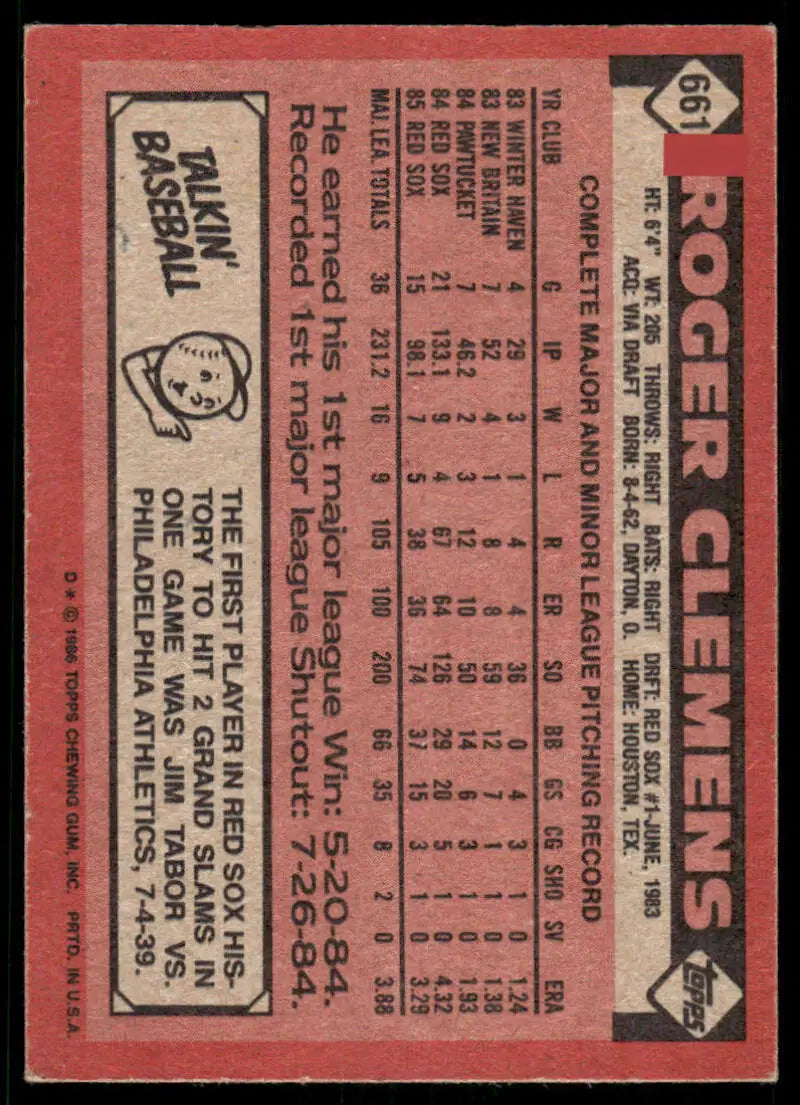 661
ROGER CLEMENS
topps
HT: 6'4" WT: 205 THROWS: RIGHT BATS: RIGHT DRFT: RED SOX #1-JUNE, 1983
ACQ: VIA DRAFT BORN: 8-4-62, DAYTON, O. HOME: HOUSTON, TEX.
COMPLETE MAJOR AND MINOR LEAGUE PITCHING RECORD
YR CLUB G IP W L R ER SO BB GS CG SHO SV ERA
83 WINTER HAVEN 4 29 3 1 4 4 36 0 4 3 1 0 1.24
83 NEW BRITAIN 7 52 4 1 8 8 59 12 7 1 1 0 1.38
84 PAWTUCKET 7 46.2 2 3 12 10 50 14 6 3 1 0 1.93
84 RED SOX 21 133.1 9 4 67 64 126 29 20 5 1 0 4.32
85 RED SOX 15 98.1 7 5 38 36 74 37 15 3 1 0 3.29
MAJ. LEA. TOTALS 36 231.2 16 9 105 100 200 66 35 8 2 0 3.88
He earned his 1st major league Win: 5-20-84.
Recorded 1st major league Shutout: 7-26-84.
TALKIN'
BASEBALL
THE FIRST PLAYER IN RED SOX HIS-
TORY TO HIT 2 GRAND SLAMS IN
ONE GAME WAS JIM TABOR VS.
PHILADELPHIA ATHLETICS, 7-4-39.
D * © 1986 TOPPS CHEWING GUM, INC. PRTD. IN U.S.A.